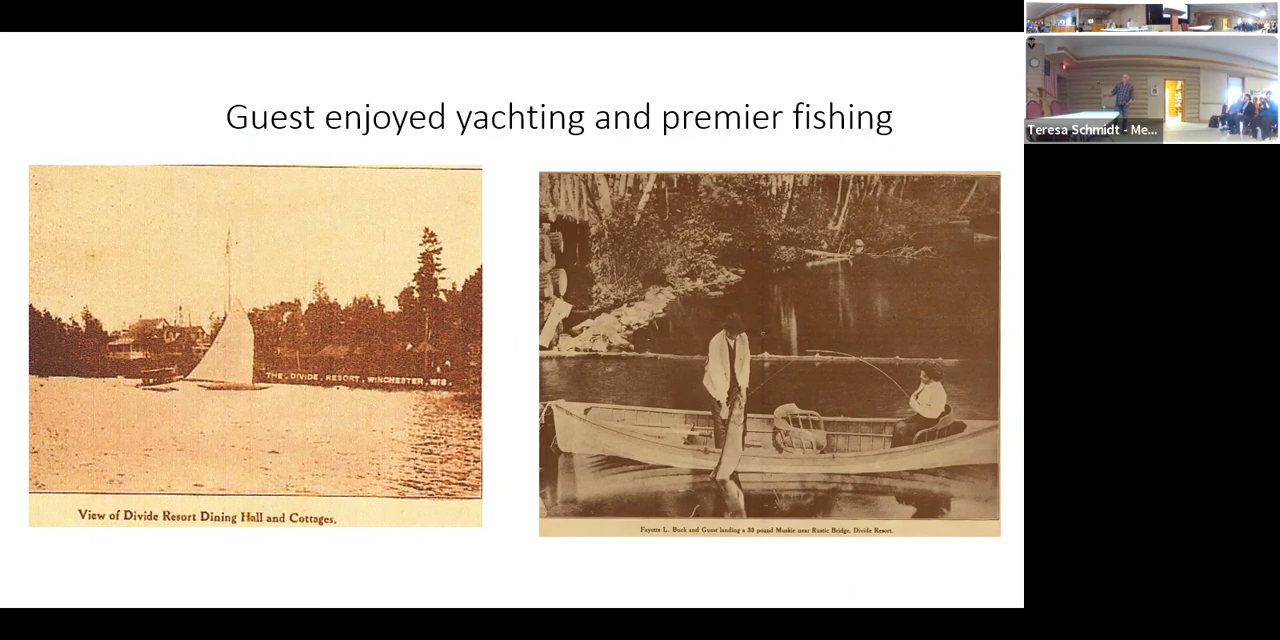 Guest enjoyed yachting and premier fishing
Teresa Schmidt - Me...
THE. DIVIDE. RESORT. WINCHESTER. WIS.
View of Divide Resort Dining Hall and Cottages.
Fayette L. Buck and Guest landing a 38 pound Muskie near Rustic Bridge, Divide Resort.